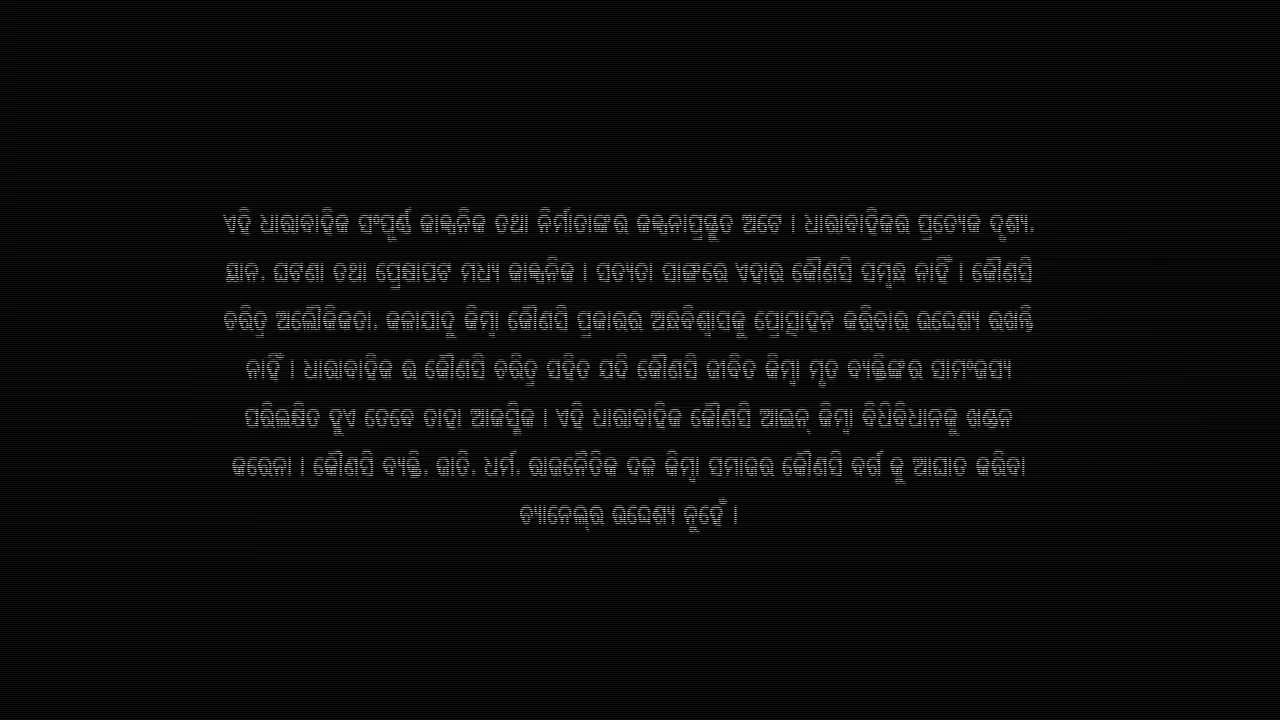 ଏହି ଧାରାବାହିକ ସଂପୂର୍ଣ୍ଣ କାଳ୍ପନିକ ତଥା ନିର୍ମାତାଙ୍କର କଳ୍ପନାପ୍ରସୂତ ଅଟେ । ଧାରାବାହିକର ପ୍ରତ୍ୟେକ ଦୃଶ୍ୟ,
ସ୍ଥାନ, ଘଟଣା ତଥା ପ୍ରେକ୍ଷାପଟ ମଧ୍ୟ କାଳ୍ପନିକ । ସତ୍ୟତା ସାଙ୍ଗରେ ଏହାର କୌଣସି ସମ୍ବନ୍ଧ ନାହିଁ । କୌଣସି
ଚରିତ୍ର ଅଲୌକିକତା, କଳାଯାଦୁ କିମ୍ବା କୌଣସି ପ୍ରକାରର ଅନ୍ଧବିଶ୍ୱାସକୁ ପ୍ରୋତ୍ସାହନ କରିବାର ଉଦ୍ଦେଶ୍ୟ ରଖନ୍ତି
ନାହିଁ । ଧାରାବାହିକ ର କୌଣସି ଚରିତ୍ର ସହିତ ଯଦି କୌଣସି ଜୀବିତ କିମ୍ବା ମୃତ ବ୍ୟକ୍ତିଙ୍କର ସାମଂଜସ୍ୟ
ପରିଲକ୍ଷିତ ହୁଏ ତେବେ ତାହା ଆକସ୍ମିକ । ଏହି ଧାରାବାହିକ କୌଣସି ଆଇନ୍ କିମ୍ବା ବିଧିବିଧାନକୁ ଖଣ୍ଡନ
କରେନା । କୌଣସି ବ୍ୟକ୍ତି, ଜାତି, ଧର୍ମ, ରାଜନୈତିକ ଦଳ କିମ୍ବା ସମାଜର କୌଣସି ବର୍ଗ କୁ ଆଘାତ କରିବା
ଚ୍ୟାନେଲ୍‌ର ଉଦ୍ଦେଶ୍ୟ ନୁହେଁ ।